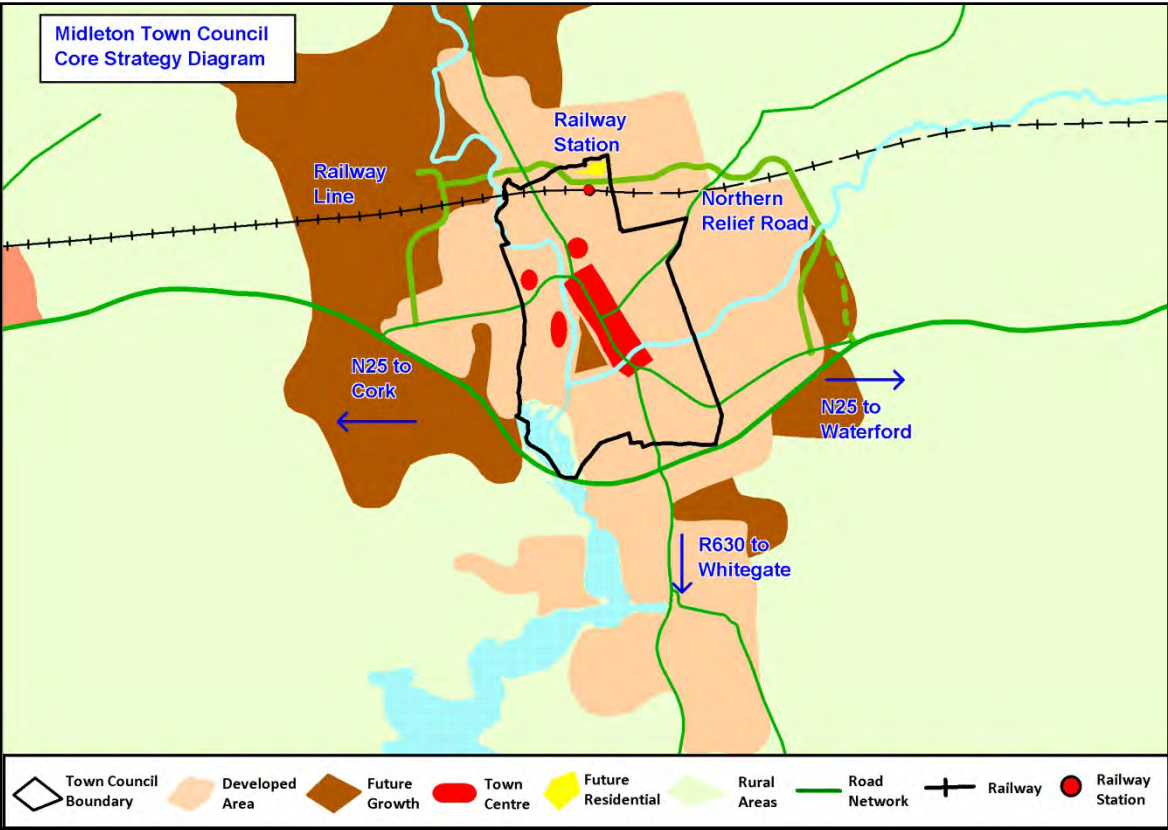 Midleton Town Council
Core Strategy Diagram
Railway
Station
Railway
Line
Northern
Relief Road
N25 to
Cork
N25 to
Waterford
R630 to
Whitegate
Town Council
Boundary
Developed
Area
Future
Growth
Town
Centre
Future
Residential
Rural
Areas
Road
Network
Railway
Railway
Station